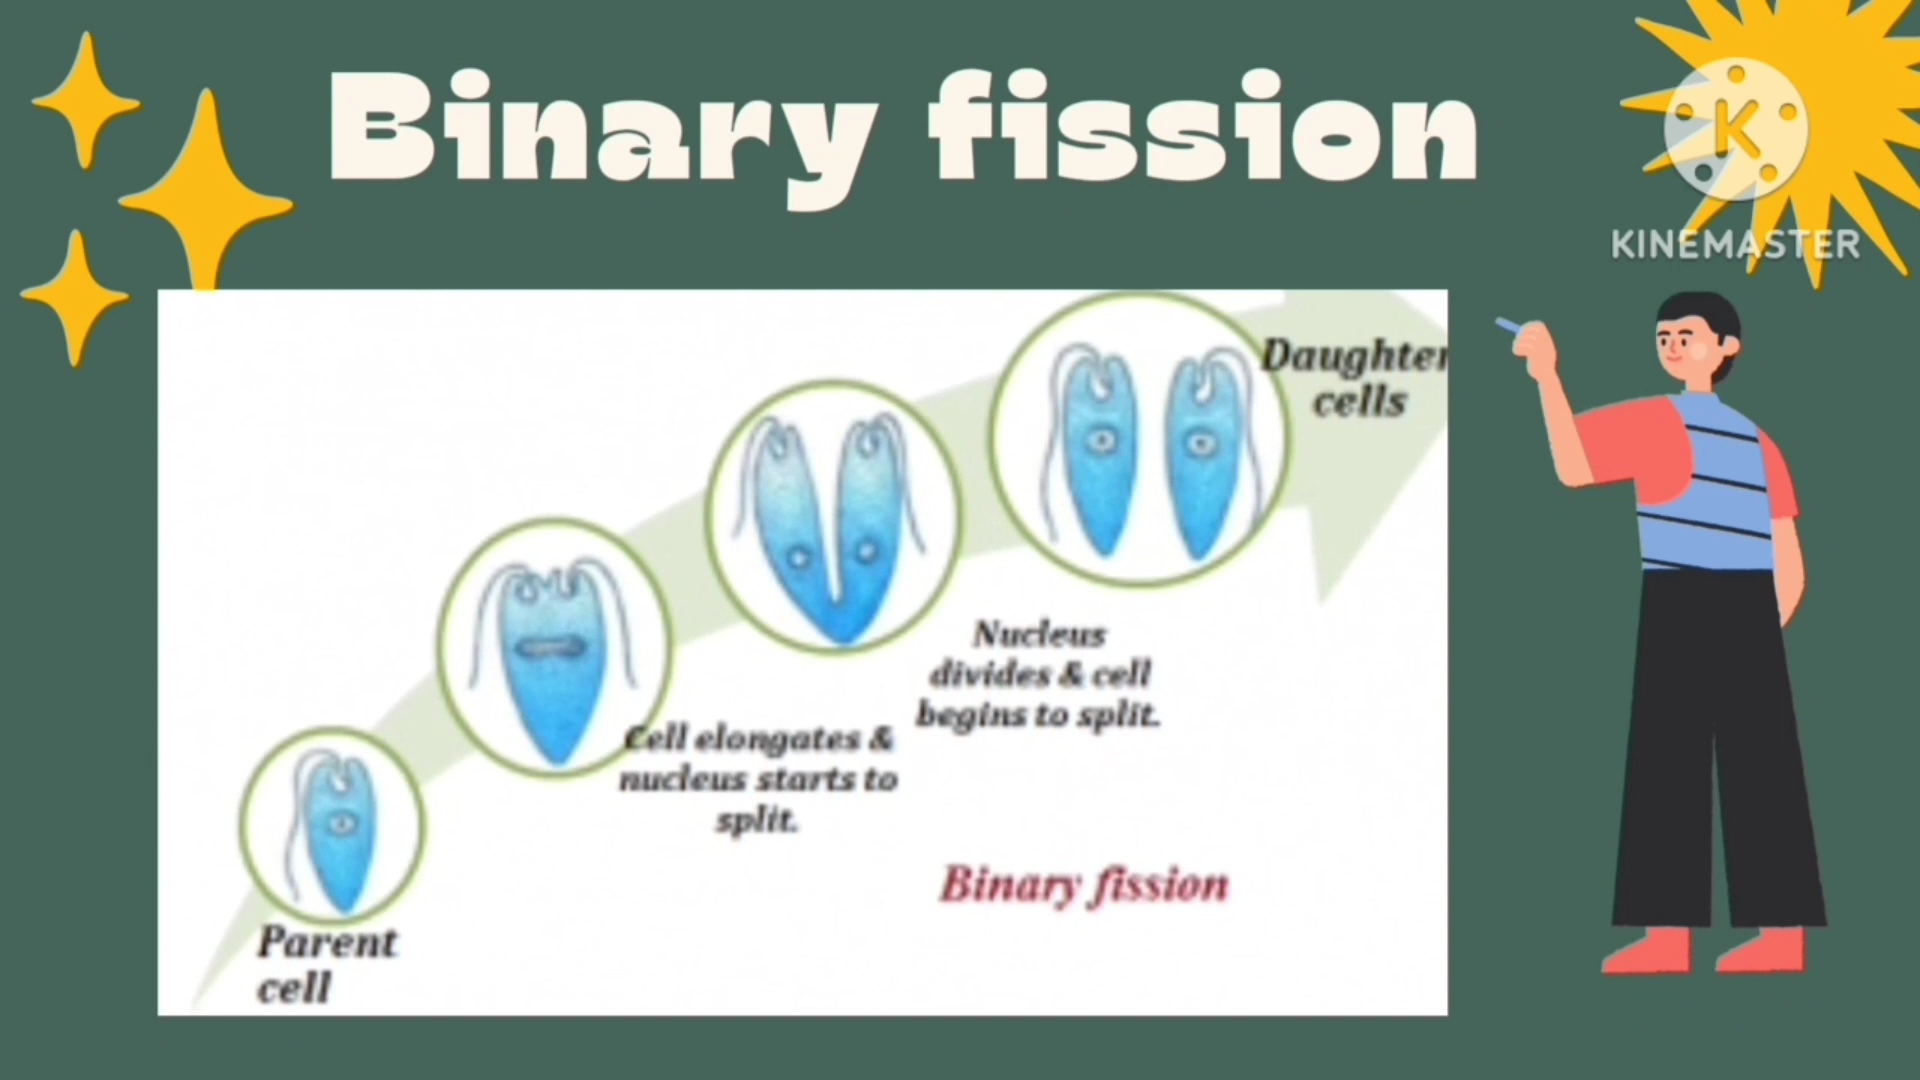 Binary fission
K
KINEMASTER
Daughter
cells
Nucleus
divides & cell
begins to split.
Cell elongates &
nucleus starts to
split.
Binary fission
Parent
cell